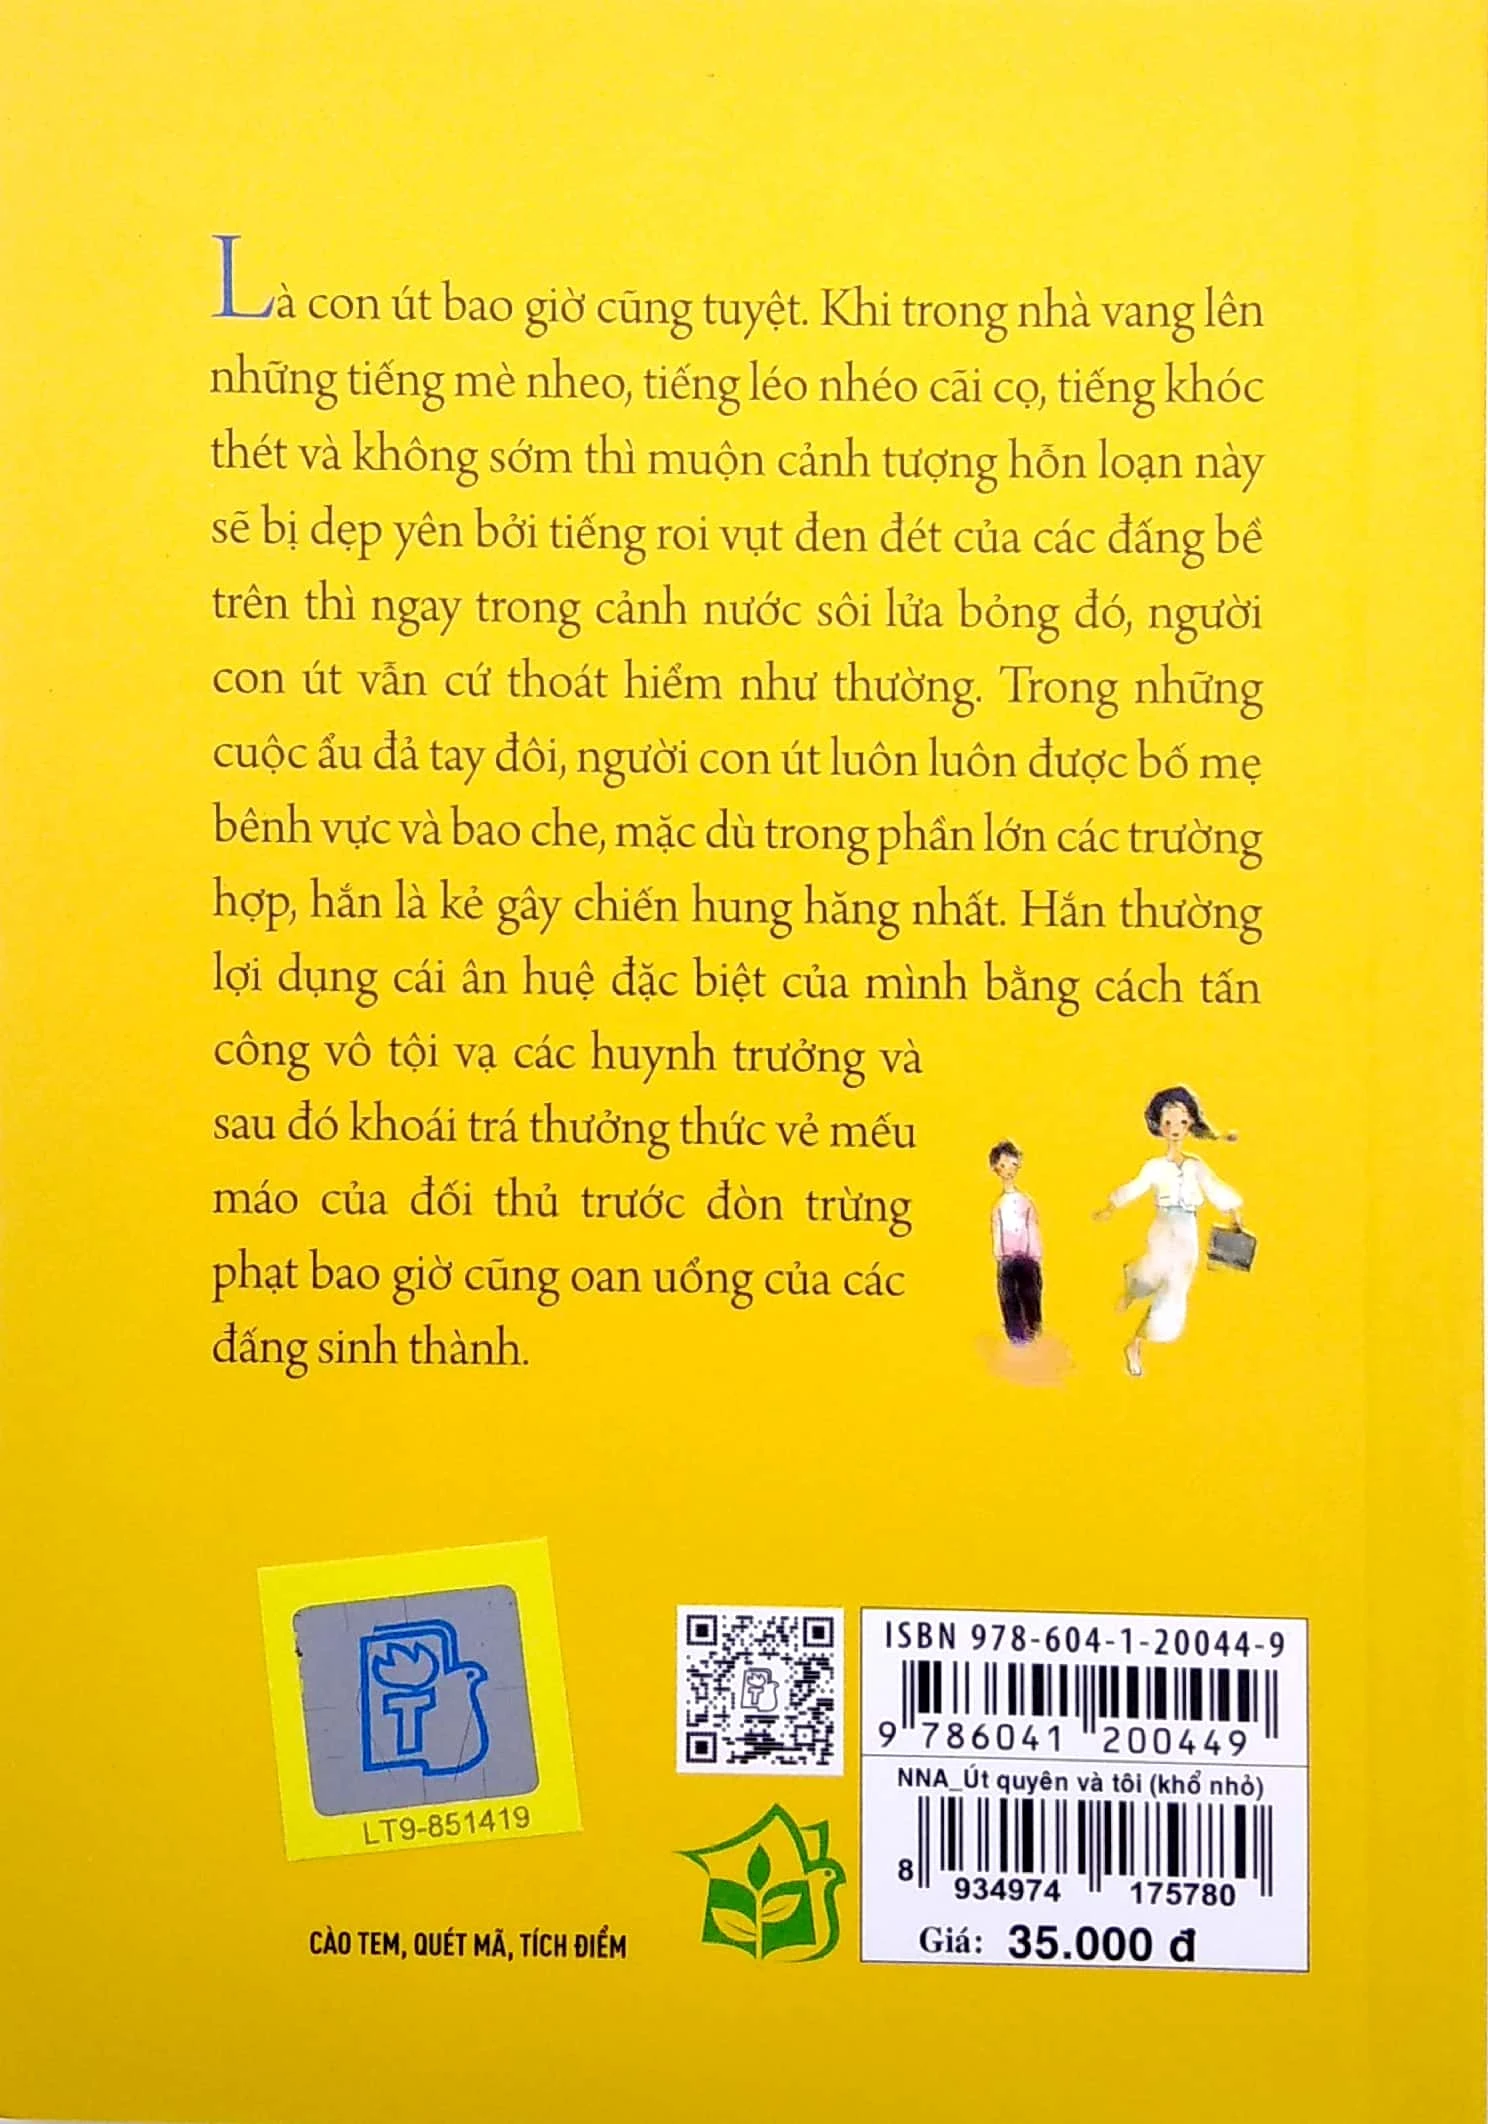 Là con út bao giờ cũng tuyệt. Khi trong nhà vang lên
những tiếng mè nheo, tiếng léo nhéo cãi cọ, tiếng khóc
thét và không sớm thì muộn cảnh tượng hỗn loạn này
sẽ bị dẹp yên bởi tiếng roi vụt đen đét của các đấng bề
trên thì ngay trong cảnh nước sôi lửa bỏng đó, người
con út vẫn cứ thoát hiểm như thường. Trong những
cuộc ẩu đả tay đôi, người con út luôn luôn được bố mẹ
bênh vực và bao che, mặc dù trong phần lớn các trường
hợp, hắn là kẻ gây chiến hung hăng nhất. Hắn thường
lợi dụng cái ân huệ đặc biệt của mình bằng cách tấn
công vô tội vạ các huynh trưởng và
sau đó khoái trá thưởng thức vẻ mếu
máo của đối thủ trước đòn trừng
phạt bao giờ cũng oan uổng của các
đấng sinh thành.
T
LT9-851419
CÀO TEM, QUÉT MÃ, TÍCH ĐIỂM
ISBN 978-604-1-20044-9
9 786041 200449
NNA_Út quyên và tôi (khổ nhỏ)
8 934974 175780
Giá: 35.000 đ